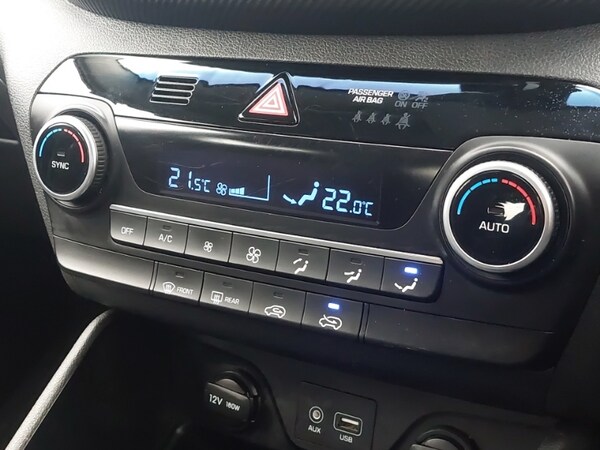 PASSENGER
AIR BAG ON OFF
21.5°C 22.0°C
SYNC
AUTO
OFF A/C
FRONT REAR
12V 180W
AUX USB